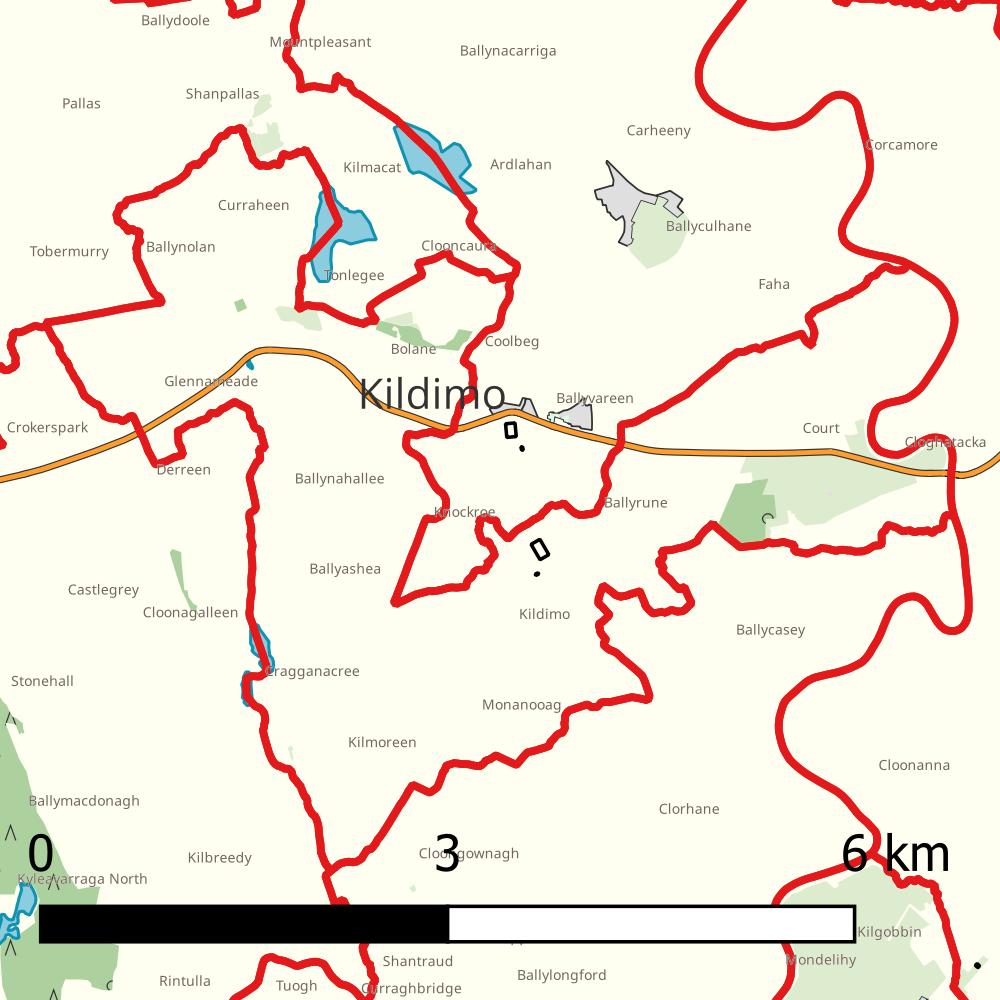 Ballydoole
Mountpleasant
Ballynacarriga
Shanpallas
Pallas
Carheeny
Corcamore
Kilmacat
Ardlahan
Curraheen
Ballyculhane
Tobermurry
Ballynolan
Clooncaura
Tonlegee
Faha
Coolbeg
Bolane
Glennameade
Kildimo
Ballyvareen
Crokerspark
Court
Cloghatacka
Derreen
Ballynahallee
Knockroe
Ballyrune
Ballyashea
Castlegrey
Cloonagalleen
Kildimo
Ballycasey
Cragganacree
Stonehall
Monanooag
Kilmoreen
Cloonanna
Ballymacdonagh
Clorhane
0 3 6 km
Kilbreedy
Cloongownagh
Kyleavarraga North
Kilgobbin
Shantraud
Mondelihy
Ballylongford
Rintulla
Tuogh
Curraghbridge